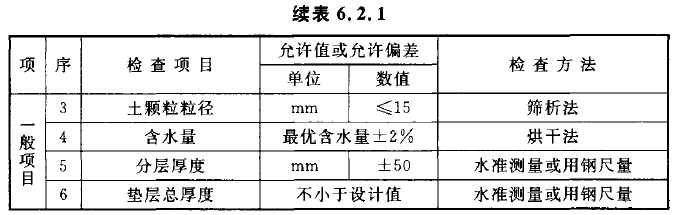 续表 6.2.1
项 序 检查项目 允许值或允许偏差 检查方法
单位 数值
一般项目
3 土颗粒粒径 mm ≤15 筛析法
4 含水量 最优含水量±2% 烘干法
5 分层厚度 mm ±50 水准测量或用钢尺量
6 垫层总厚度 不小于设计值 水准测量或用钢尺量